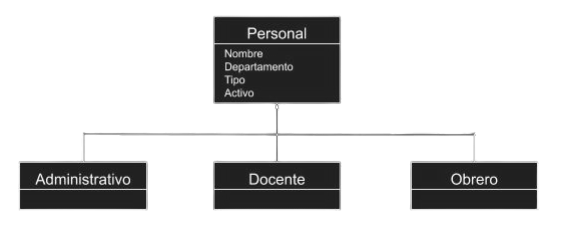 Personal
Nombre
Departamento
Tipo
Activo
Administrativo
Docente
Obrero